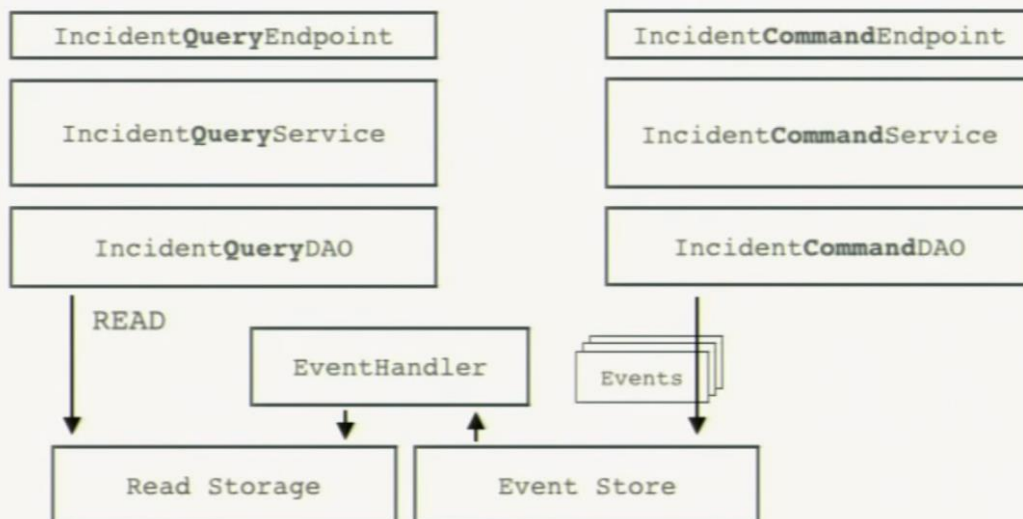 IncidentQueryEndpoint
IncidentCommandEndpoint
IncidentQueryService
IncidentCommandService
IncidentQueryDAO
IncidentCommandDAO
READ
EventHandler
Events
Read Storage
Event Store